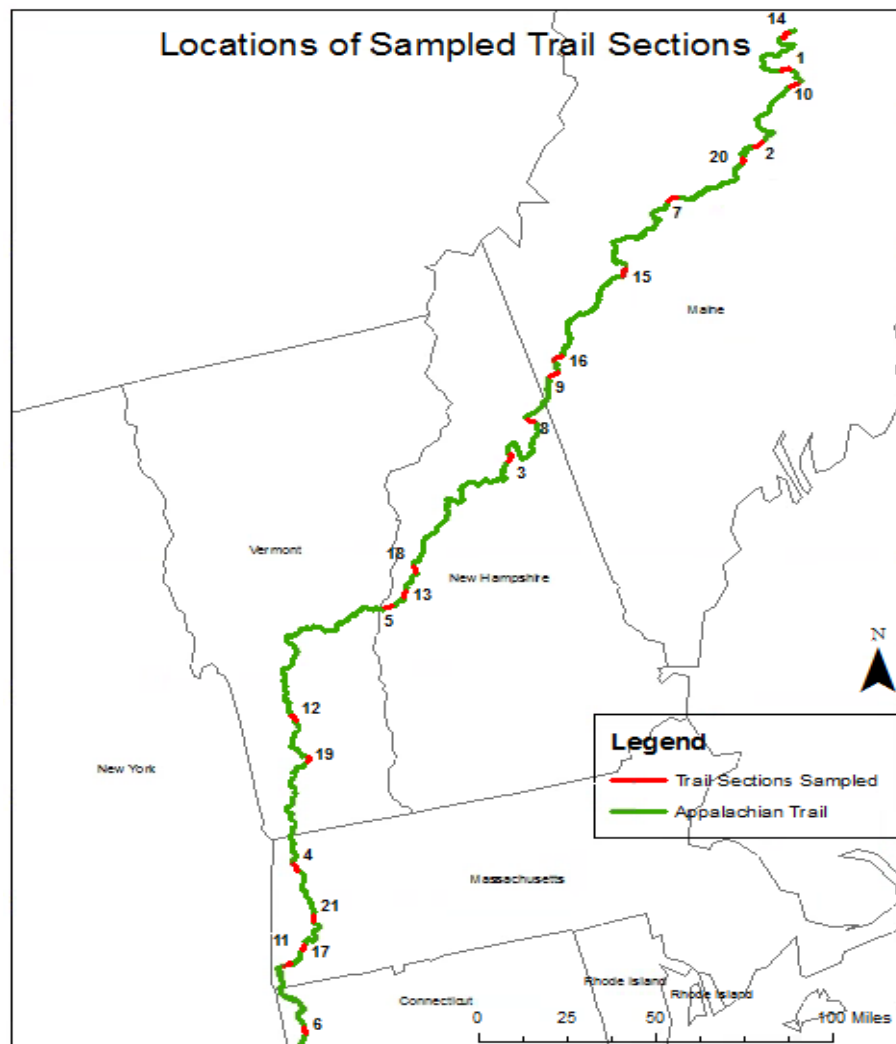 14
Locations of Sampled Trail Sections
1
10
2
20
7
15
Maine
16
9
8
3
Vermont
18
New Hampshire
13
5
N
12
Legend
19
New York
Trail Sections Sampled
Appalachian Trail
4
Massachusetts
21
11
17
Rhode Island
Rhode Island
Connecticut
6
0 25 50 100 Miles